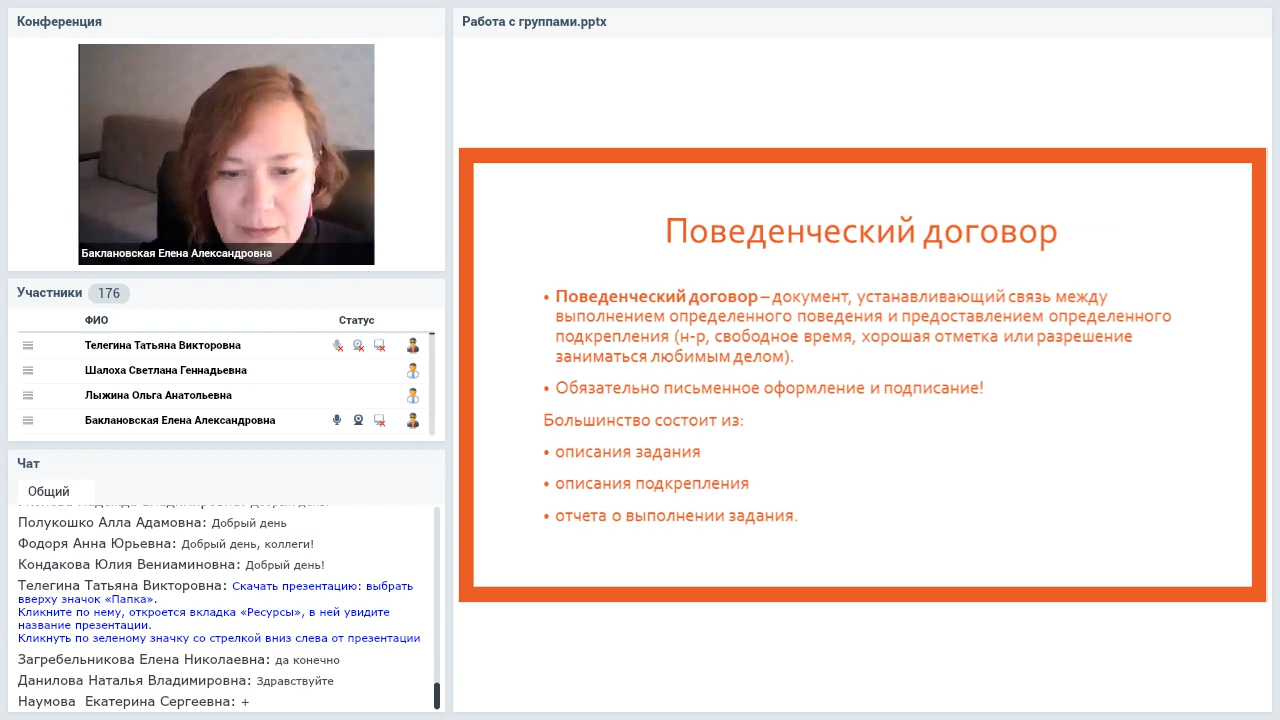 Конференция
Баклановская Елена Александровна
Участники 176
ФИО Статус
Телегина Татьяна Викторовна
Шалоха Светлана Геннадьевна
Лыжина Ольга Анатольевна
Баклановская Елена Александровна
Чат
Общий
Полукошко Алла Адамовна: Добрый день
Фодоря Анна Юрьевна: Добрый день, коллеги!
Кондакова Юлия Вениаминовна: Добрый день!
Телегина Татьяна Викторовна: Скачать презентацию: выбрать
вверху значок «Папка».
Кликните по нему, откроется вкладка «Ресурсы», в ней увидите
название презентации.
Кликнуть по зеленому значку со стрелкой вниз слева от презентации
Загребельникова Елена Николаевна: да конечно
Данилова Наталья Владимировна: Здравствуйте
Наумова Екатерина Сергеевна: +
Работа с группами.pptx
Поведенческий договор
• Поведенческий договор – документ, устанавливающий связь между
выполнением определенного поведения и предоставлением определенного
подкрепления (н-р, свободное время, хорошая отметка или разрешение
заниматься любимым делом).
• Обязательно письменное оформление и подписание!
Большинство состоит из:
• описания задания
• описания подкрепления
• отчета о выполнении задания.